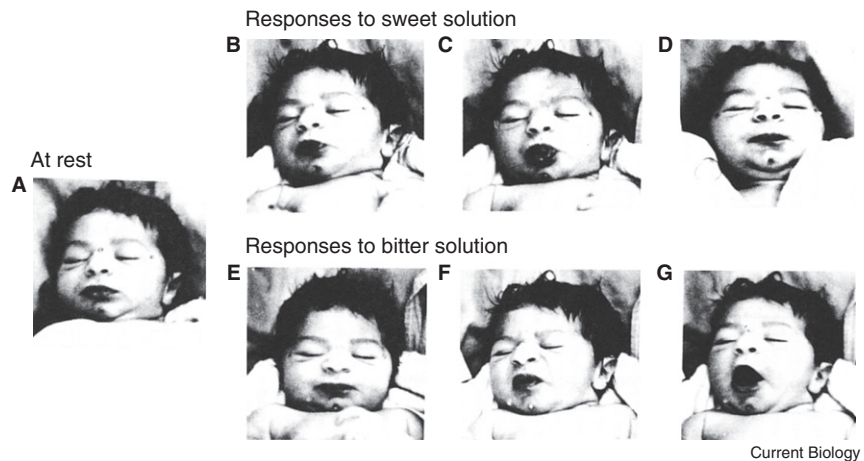 Responses to sweet solution
B
C
D
At rest
A
Responses to bitter solution
E
F
G
Current Biology